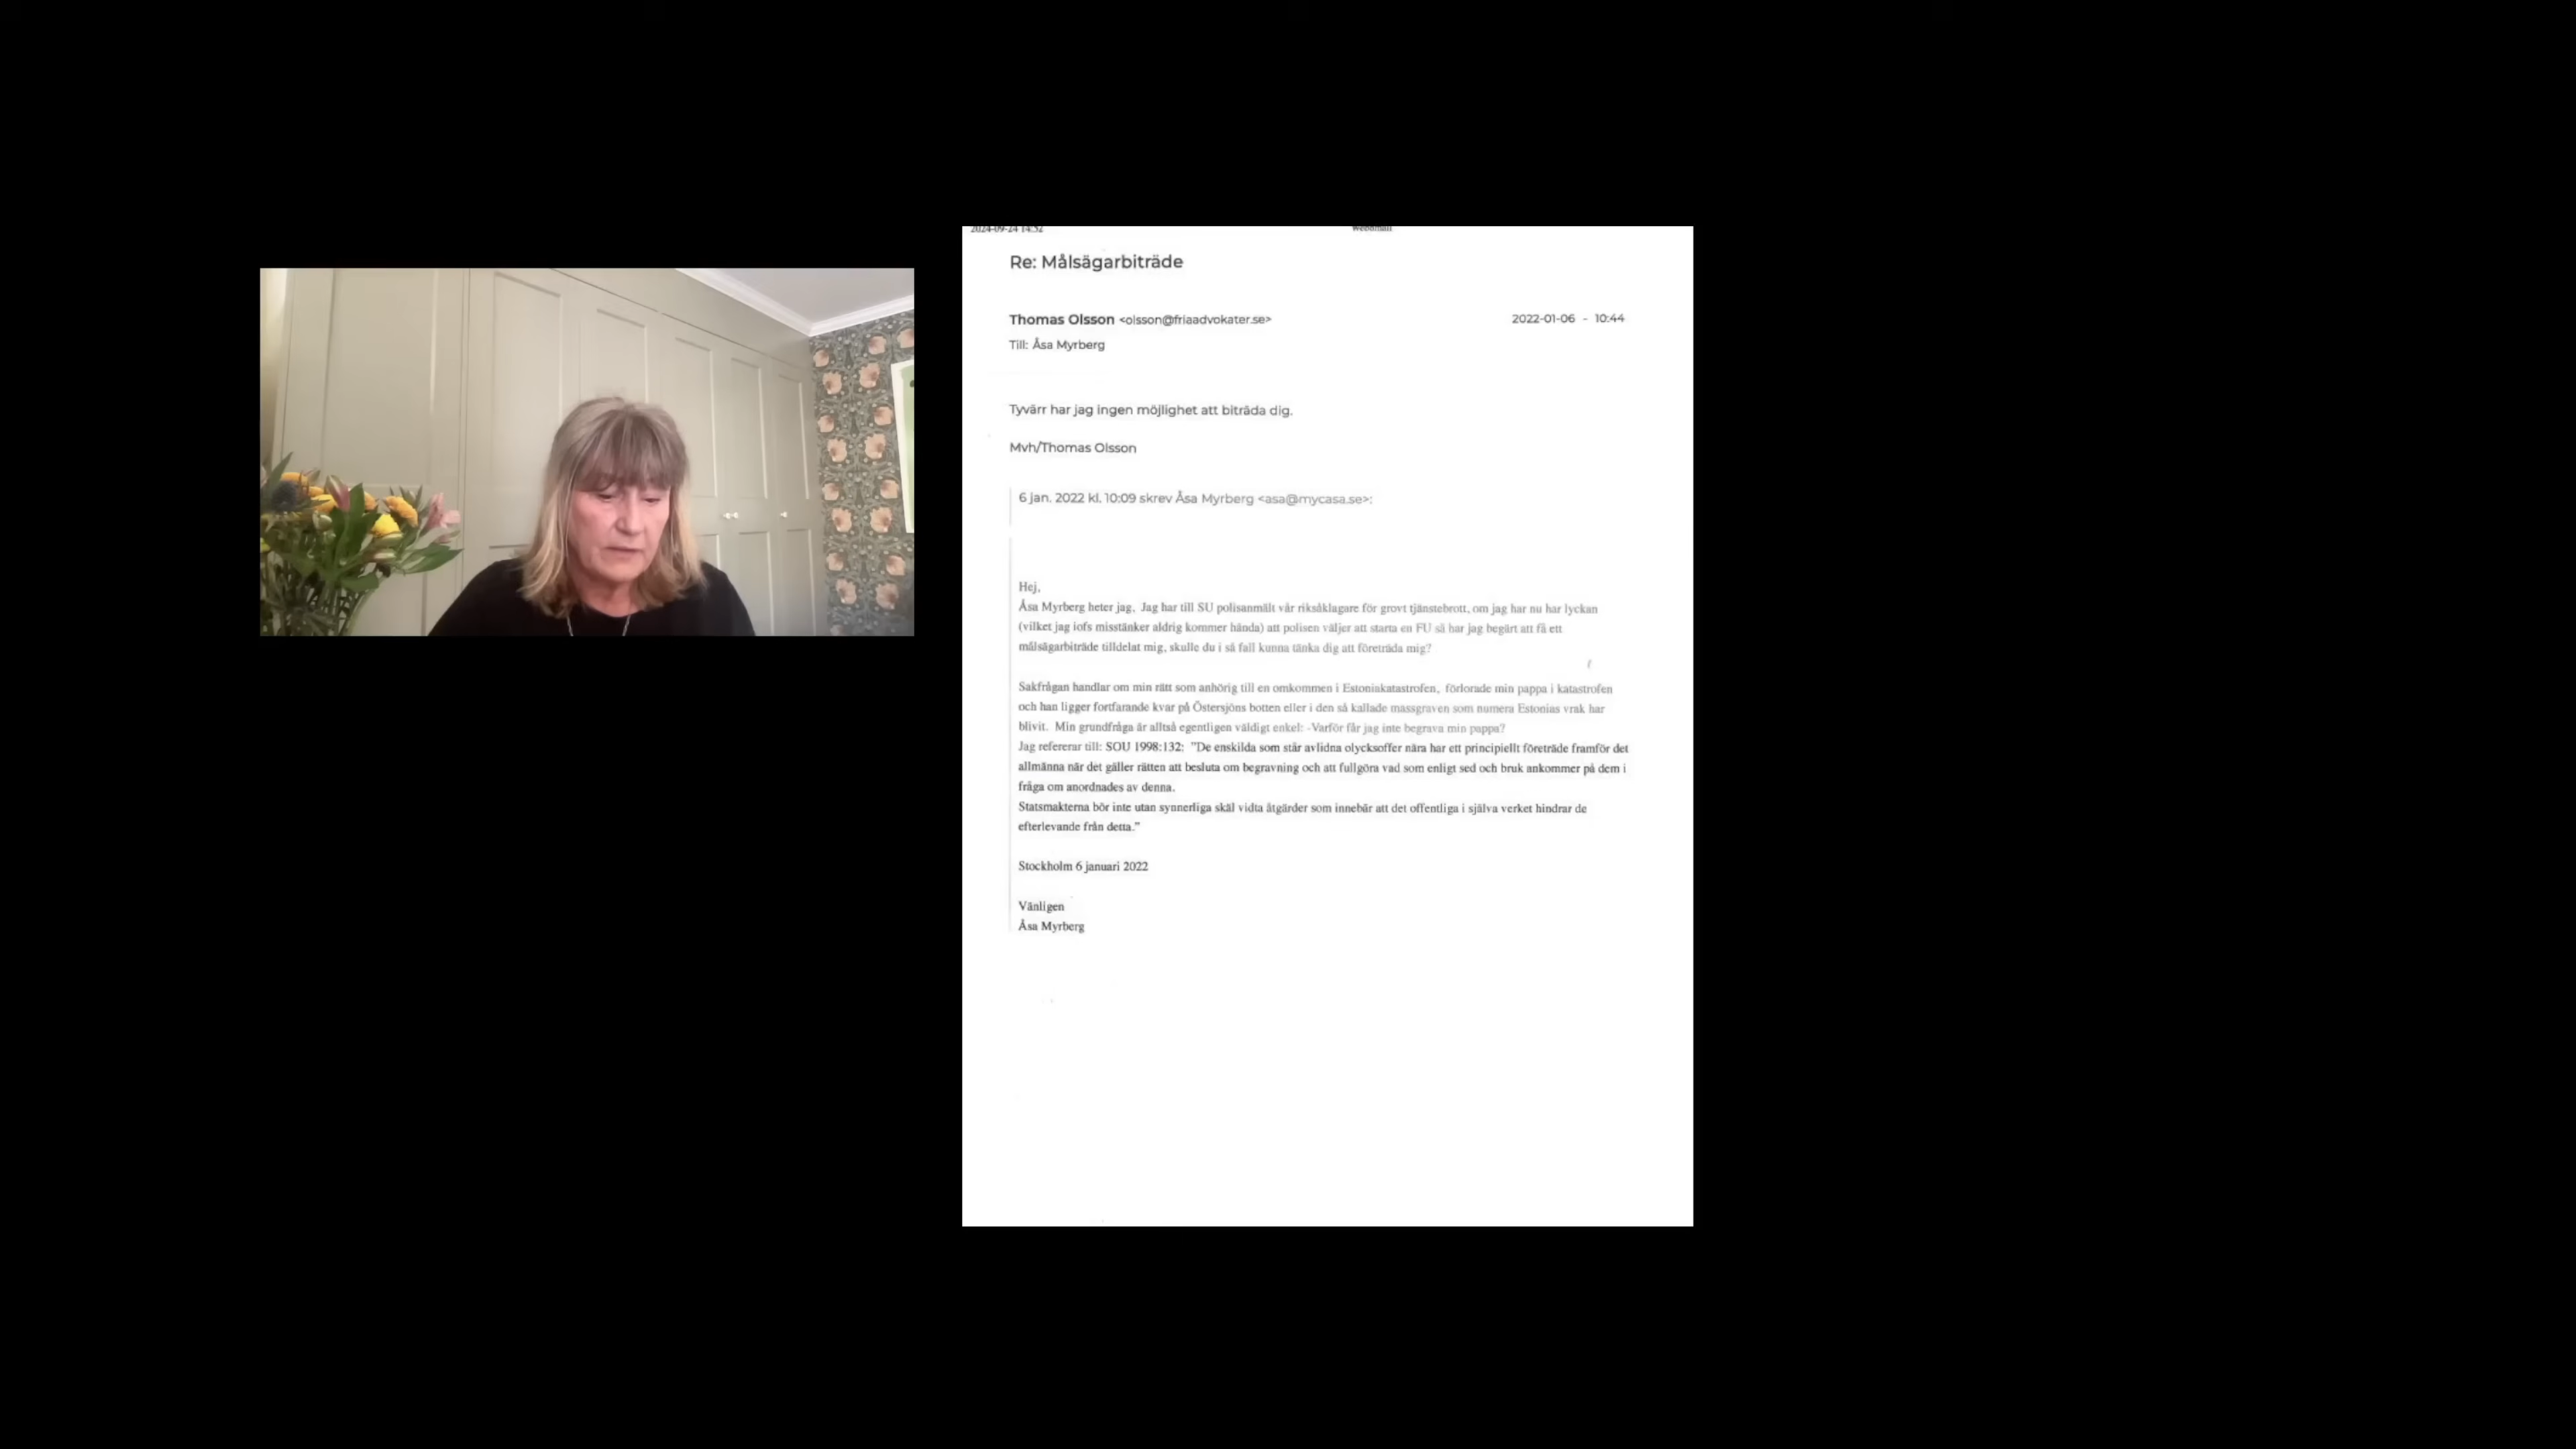 2024-09-24 14:52
Webbmail
Re: Målsägarbiträde
Thomas Olsson <olsson@friaadvokater.se>
2022-01-06 - 10:44
Till: Åsa Myrberg
Tyvärr har jag ingen möjlighet att biträda dig.
Mvh/Thomas Olsson
6 jan. 2022 kl. 10:09 skrev Åsa Myrberg <asa@mycasa.se>:
Hej,
Åsa Myrberg heter jag, Jag har till SU polisanmält vår riksåklagare för grovt tjänstebrott, om jag har nu har lyckan
(vilket jag iofs misstänker aldrig kommer hända) att polisen väljer att starta en FU så har jag begärt att få ett
målsägarbiträde tilldelat mig, skulle du i så fall kunna tänka dig att företräda mig?
Sakfrågan handlar om min rätt som anhörig till en omkommen i Estoniakatastrofen, förlorade min pappa i katastrofen
och han ligger fortfarande kvar på Östersjöns botten eller i den så kallade massgraven som numera Estonias vrak har
blivit. Min grundfråga är alltså egentligen väldigt enkel: -Varför får jag inte begrava min pappa?
Jag refererar till: SOU 1998:132: "De enskilda som står avlidna olycksoffer nära har ett principiellt företräde framför det
allmänna när det gäller rätten att besluta om begravning och att fullgöra vad som enligt sed och bruk ankommer på dem i
fråga om anordnades av denna.
Statsmakterna bör inte utan synnerliga skäl vidta åtgärder som innebär att det offentliga i själva verket hindrar de
efterlevande från detta."
Stockholm 6 januari 2022
Vänligen
Åsa Myrberg